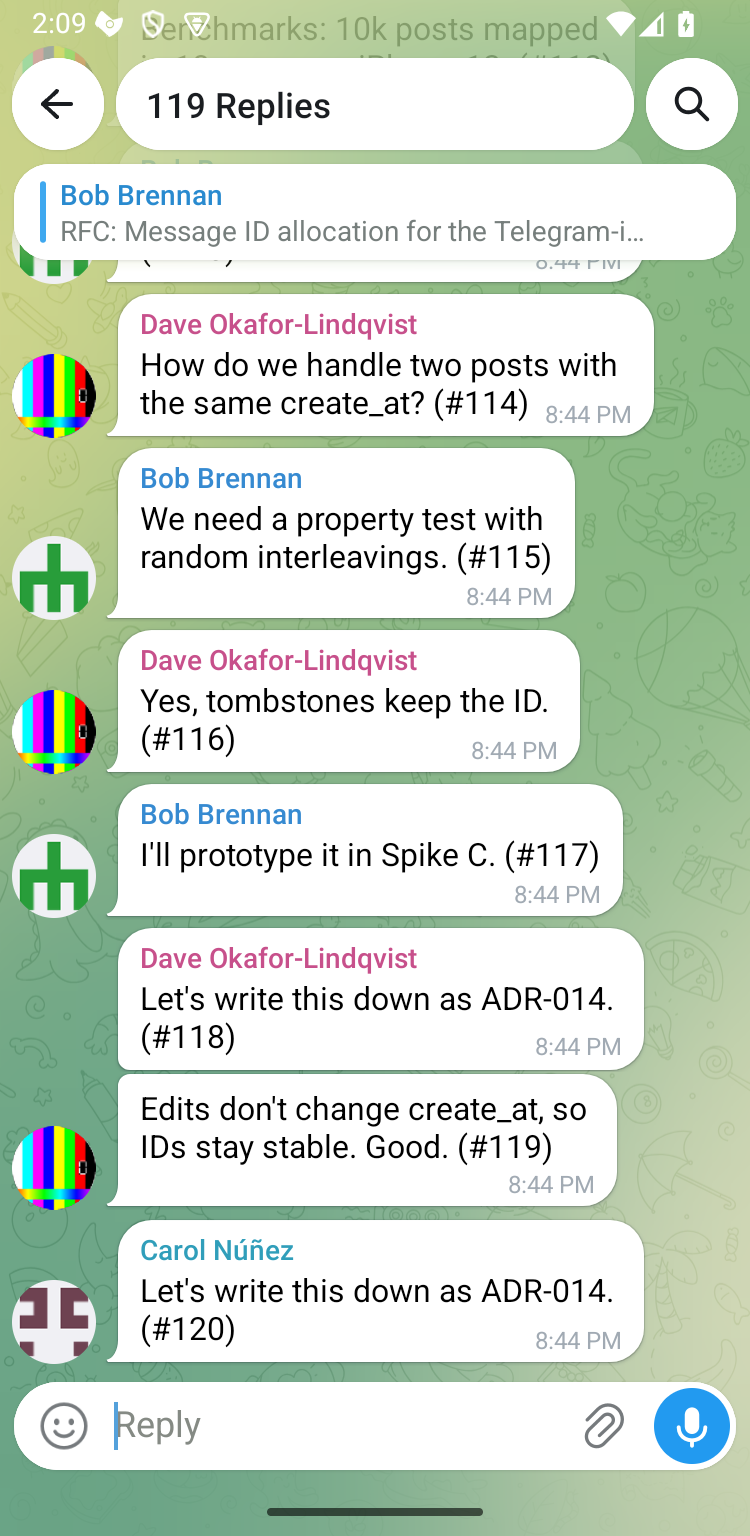 2:09
Benchmarks: 10k posts mapped
119 Replies
Bob Brennan
RFC: Message ID allocation for the Telegram-i…
8:44 PM
Dave Okafor-Lindqvist
How do we handle two posts with
the same create_at? (#114)
8:44 PM
Bob Brennan
We need a property test with
random interleavings. (#115)
8:44 PM
Dave Okafor-Lindqvist
Yes, tombstones keep the ID.
(#116)
8:44 PM
Bob Brennan
I'll prototype it in Spike C. (#117)
8:44 PM
Dave Okafor-Lindqvist
Let's write this down as ADR-014.
(#118)
8:44 PM
Edits don't change create_at, so
IDs stay stable. Good. (#119)
8:44 PM
Carol Núñez
Let's write this down as ADR-014.
(#120)
8:44 PM
Reply